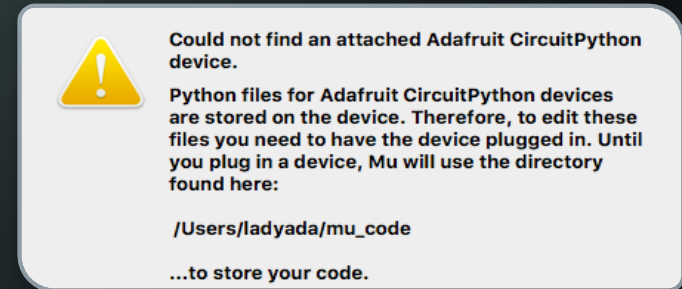 Could not find an attached Adafruit CircuitPython
device.
Python files for Adafruit CircuitPython devices
are stored on the device. Therefore, to edit these
files you need to have the device plugged in. Until
you plug in a device, Mu will use the directory
found here:
/Users/ladyada/mu_code
...to store your code.